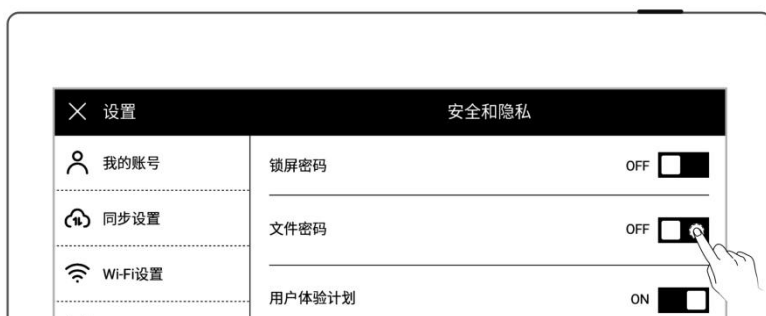 设置
安全和隐私
我的账号
锁屏密码 OFF
同步设置
文件密码 OFF
Wi-Fi设置
用户体验计划 ON